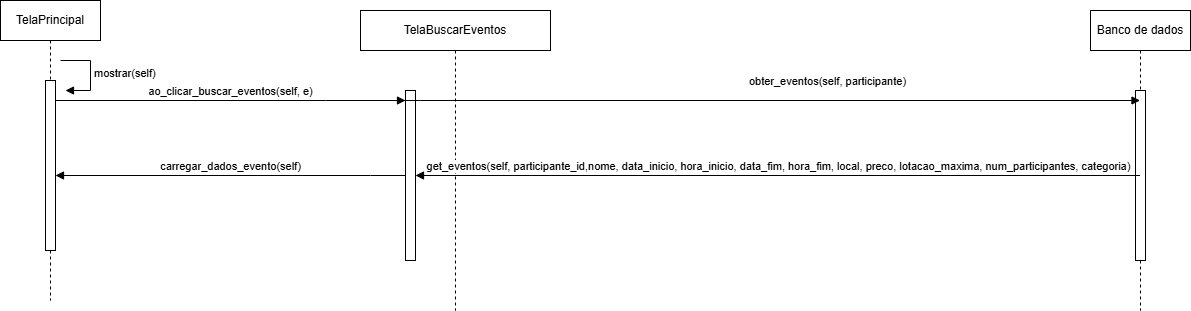 TelaPrincipal
TelaBuscarEventos
Banco de dados
mostrar(self)
ao_clicar_buscar_eventos(self, e)
obter_eventos(self, participante)
carregar_dados_evento(self)
get_eventos(self, participante_id,nome, data_inicio, hora_inicio, data_fim, hora_fim, local, preco, lotacao_maxima, num_participantes, categoria)